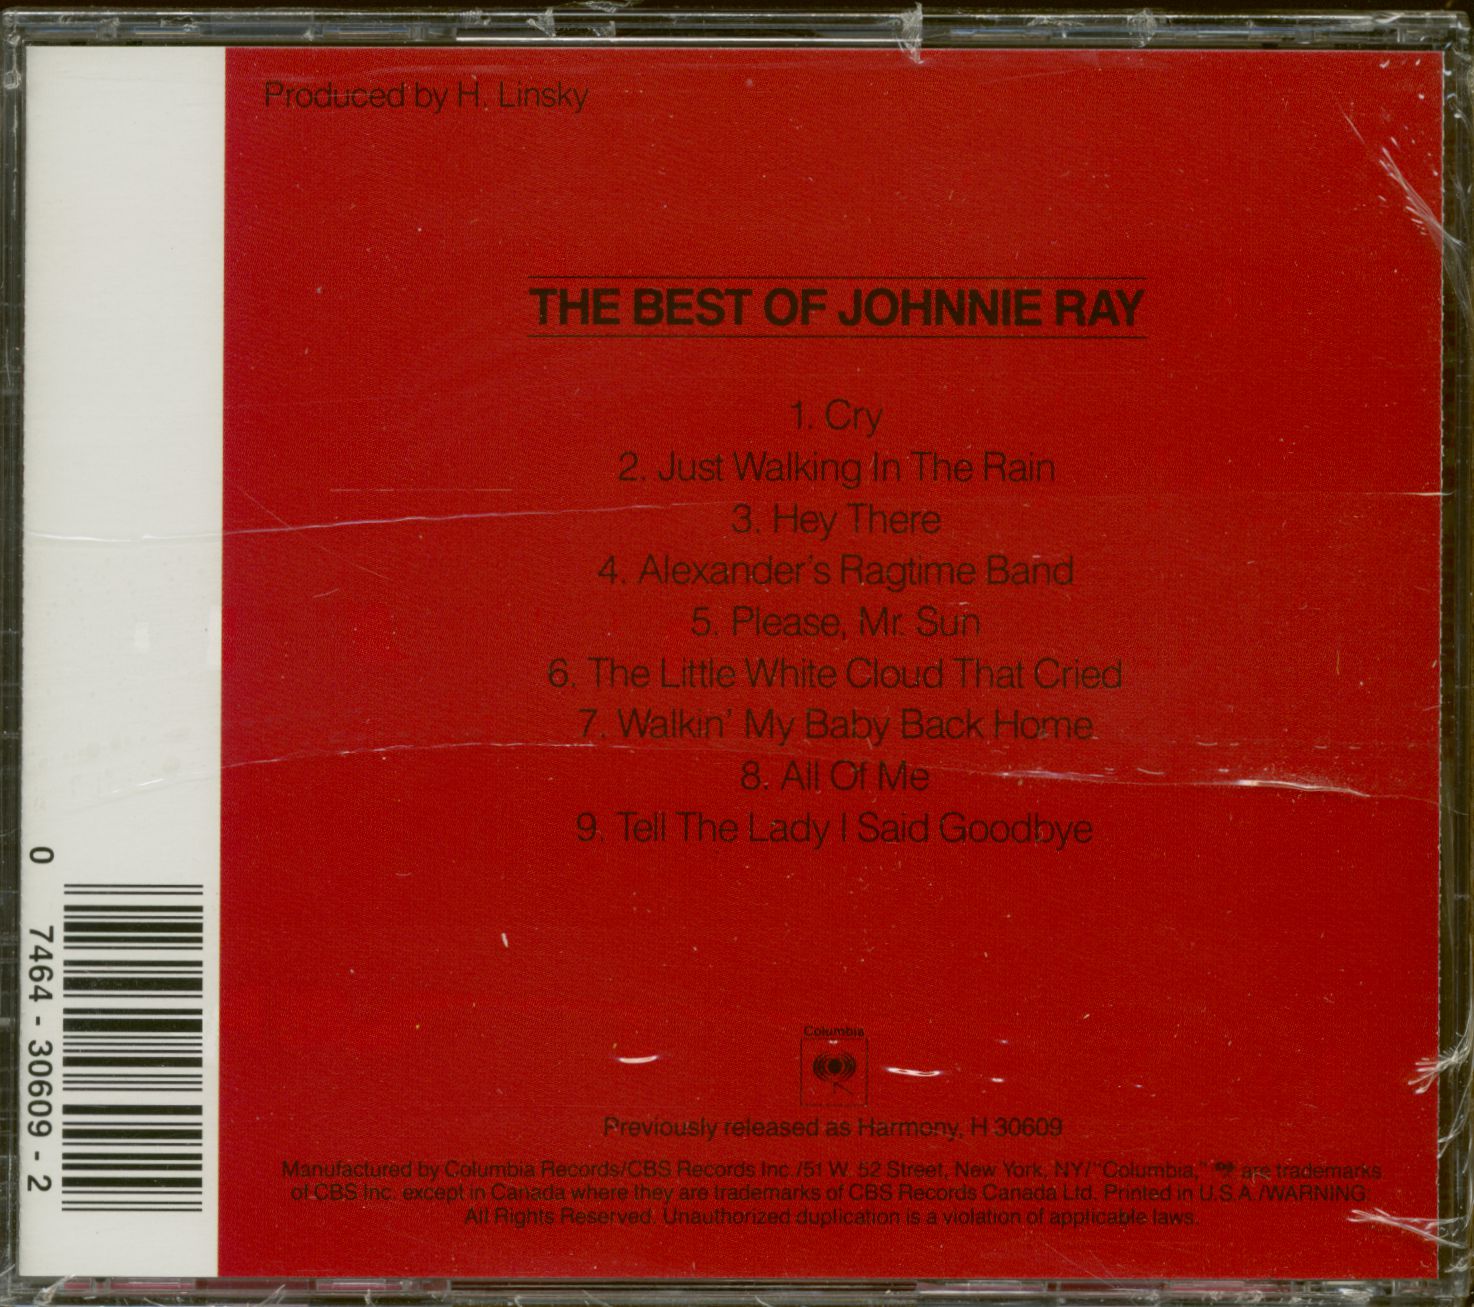 Produced by H. Linsky
THE BEST OF JOHNNIE RAY
1. Cry
2. Just Walking In The Rain
3. Hey There
4. Alexander's Ragtime Band
5. Please, Mr. Sun
6. The Little White Cloud That Cried
7. Walkin' My Baby Back Home
8. All Of Me
9. Tell The Lady I Said Goodbye
Columbia
Previously released as Harmony, H 30609
Manufactured by Columbia Records/CBS Records Inc./51 W. 52 Street, New York, NY/"Columbia," are trademarks
of CBS Inc. except in Canada where they are trademarks of CBS Records Canada Ltd. Printed in U.S.A./WARNING:
All Rights Reserved. Unauthorized duplication is a violation of applicable laws.
0 7464 - 30609 - 2